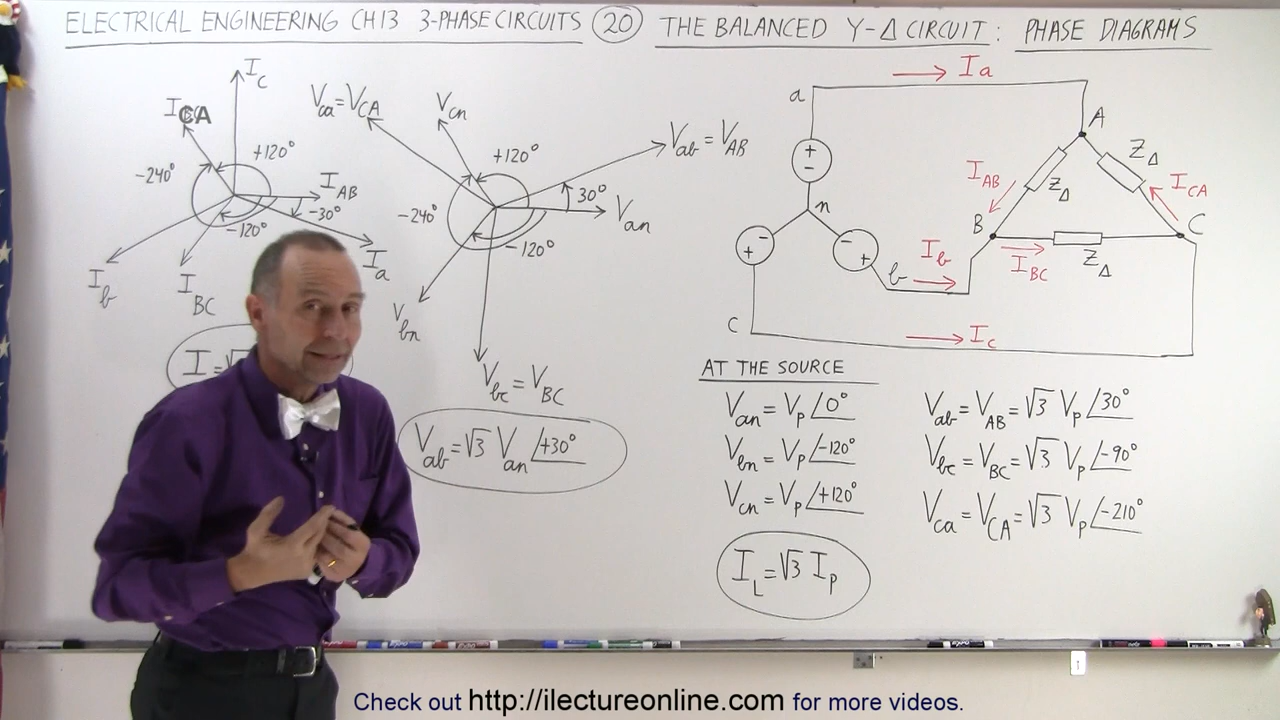 ELECTRICAL ENGINEERING CH13 3-PHASE CIRCUITS 20 THE BALANCED Y-Δ CIRCUIT: PHASE DIAGRAMS
I_C
CA
+120°
-240°
I_AB
-30°
-120°
I_a
I_b
I_BC
I = √
V_ca = V_CA
V_cn
+120°
V_ab = V_AB
30°
V_an
-240°
-120°
V_bn
V_bc = V_BC
V_ab = √3 V_an ∠+30°
I_a
a
+
-
n
-
+
-
+
b
I_b
C
I_c
A
Z_Δ
I_AB
Z_Δ
I_CA
B
C
I_BC
Z_Δ
AT THE SOURCE
V_an = V_p ∠0°
V_bn = V_p ∠-120°
V_cn = V_p ∠+120°
V_ab = V_AB = √3 V_p ∠30°
V_bc = V_BC = √3 V_p ∠-90°
V_ca = V_CA = √3 V_p ∠-210°
I_L = √3 I_p
Check out http://ilectureonline.com for more videos.